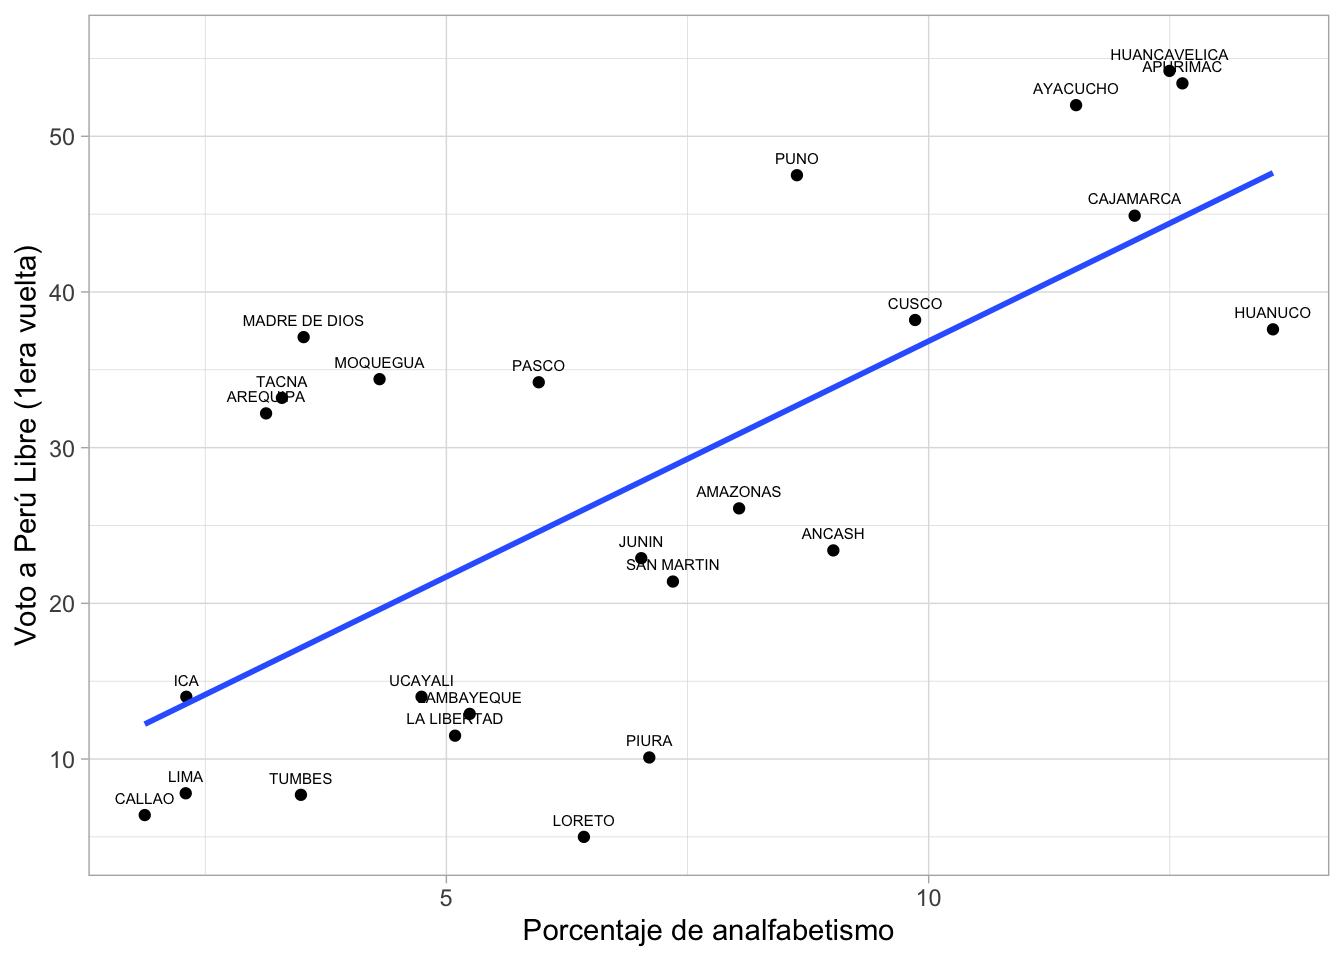 HUANCAVELICA
APURIMAC
AYACUCHO
50
PUNO
CAJAMARCA
40
CUSCO
HUANUCO
MADRE DE DIOS
MOQUEGUA
PASCO
TACNA
AREQUIPA
30
AMAZONAS
ANCASH
JUNIN
SAN MARTIN
20
ICA
UCAYALI
LAMBAYEQUE
LA LIBERTAD
PIURA
10
LIMA
TUMBES
CALLAO
LORETO
5
10
Porcentaje de analfabetismo
Voto a Perú Libre (1era vuelta)